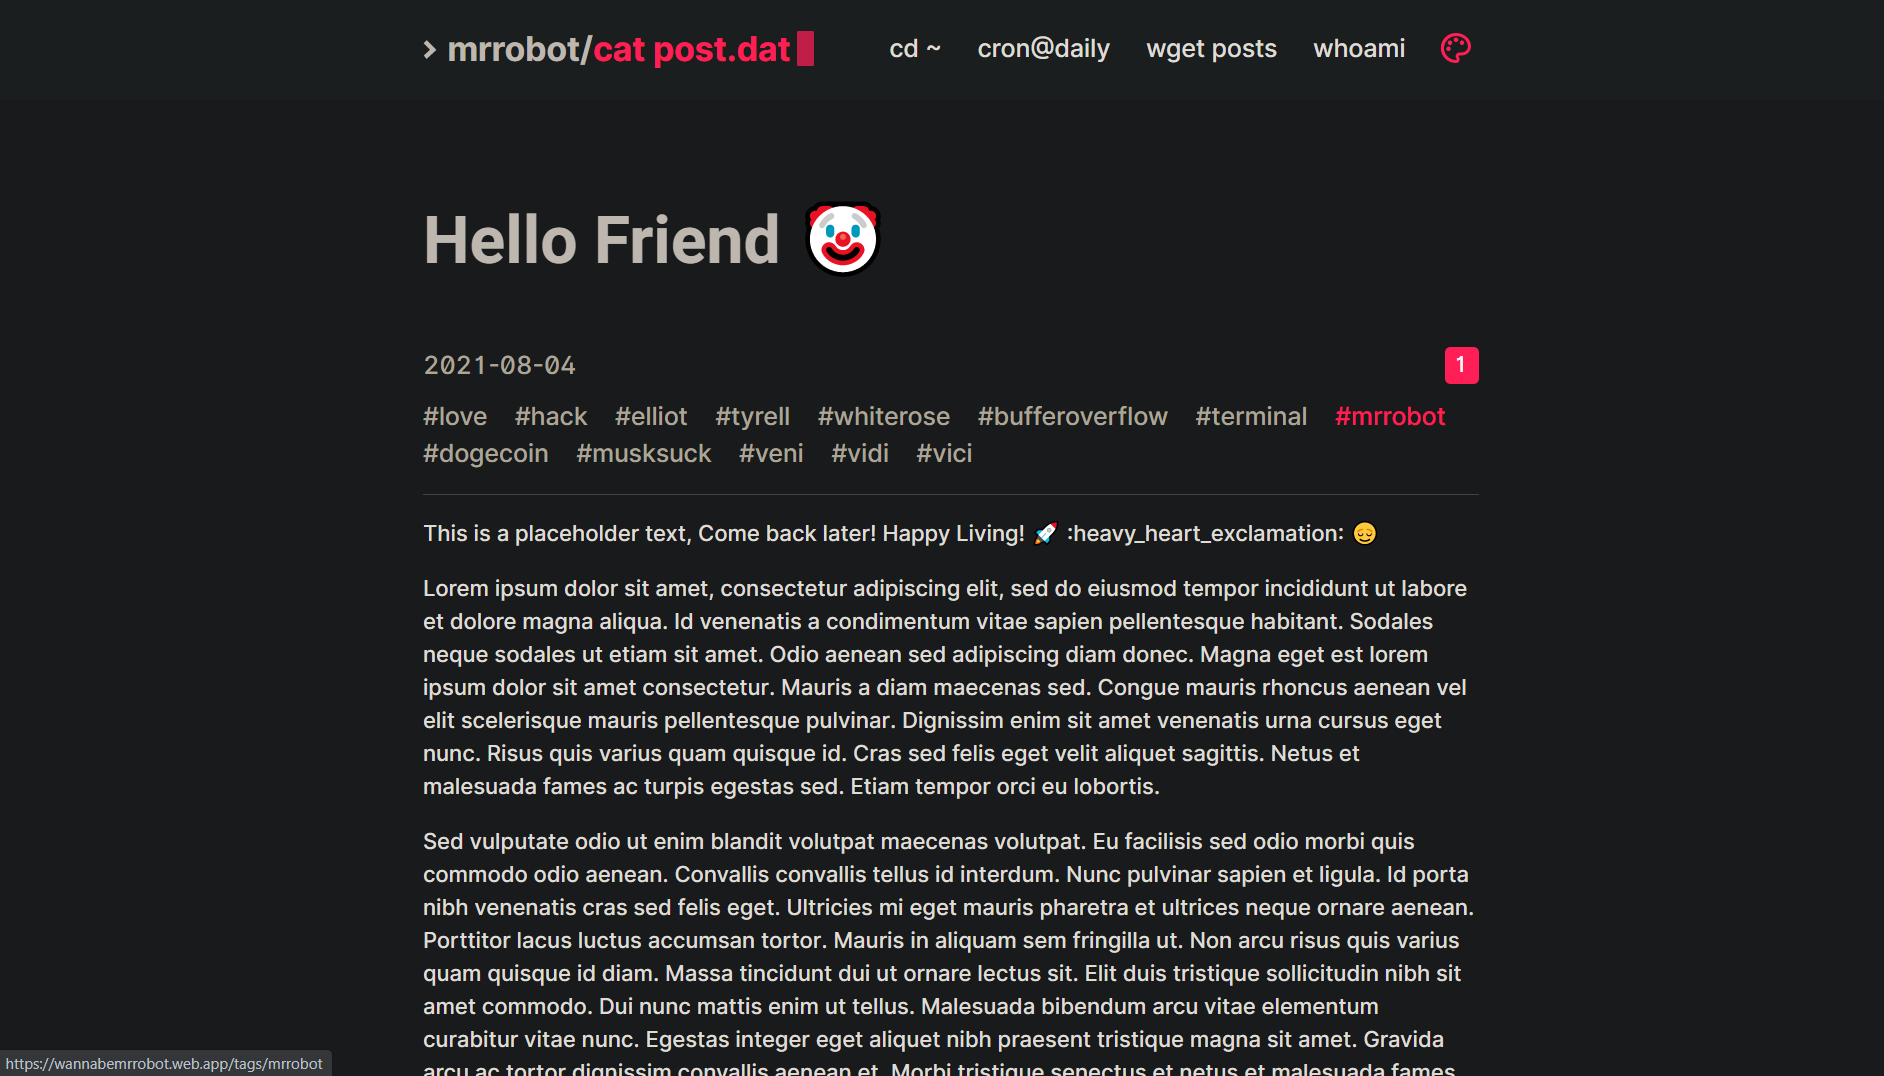 mrrobot/cat post.dat
cd ~ cron@daily wget posts whoami
Hello Friend 🤡
2021-08-04 1
#love #hack #elliot #tyrell #whiterose #bufferoverflow #terminal #mrrobot
#dogecoin #musksuck #veni #vidi #vici
This is a placeholder text, Come back later! Happy Living! 🚀 :heavy_heart_exclamation: 😌
Lorem ipsum dolor sit amet, consectetur adipiscing elit, sed do eiusmod tempor incididunt ut labore
et dolore magna aliqua. Id venenatis a condimentum vitae sapien pellentesque habitant. Sodales
neque sodales ut etiam sit amet. Odio aenean sed adipiscing diam donec. Magna eget est lorem
ipsum dolor sit amet consectetur. Mauris a diam maecenas sed. Congue mauris rhoncus aenean vel
elit scelerisque mauris pellentesque pulvinar. Dignissim enim sit amet venenatis urna cursus eget
nunc. Risus quis varius quam quisque id. Cras sed felis eget velit aliquet sagittis. Netus et
malesuada fames ac turpis egestas sed. Etiam tempor orci eu lobortis.
Sed vulputate odio ut enim blandit volutpat maecenas volutpat. Eu facilisis sed odio morbi quis
commodo odio aenean. Convallis convallis tellus id interdum. Nunc pulvinar sapien et ligula. Id porta
nibh venenatis cras sed felis eget. Ultricies mi eget mauris pharetra et ultrices neque ornare aenean.
Porttitor lacus luctus accumsan tortor. Mauris in aliquam sem fringilla ut. Non arcu risus quis varius
quam quisque id diam. Massa tincidunt dui ut ornare lectus sit. Elit duis tristique sollicitudin nibh sit
amet commodo. Dui nunc mattis enim ut tellus. Malesuada bibendum arcu vitae elementum
curabitur vitae nunc. Egestas integer eget aliquet nibh praesent tristique magna sit amet. Gravida
arcu ac tortor dignissim convallis aenean et. Morbi tristique senectus et netus et malesuada fames
https://wannabemrrobot.web.app/tags/mrrobot